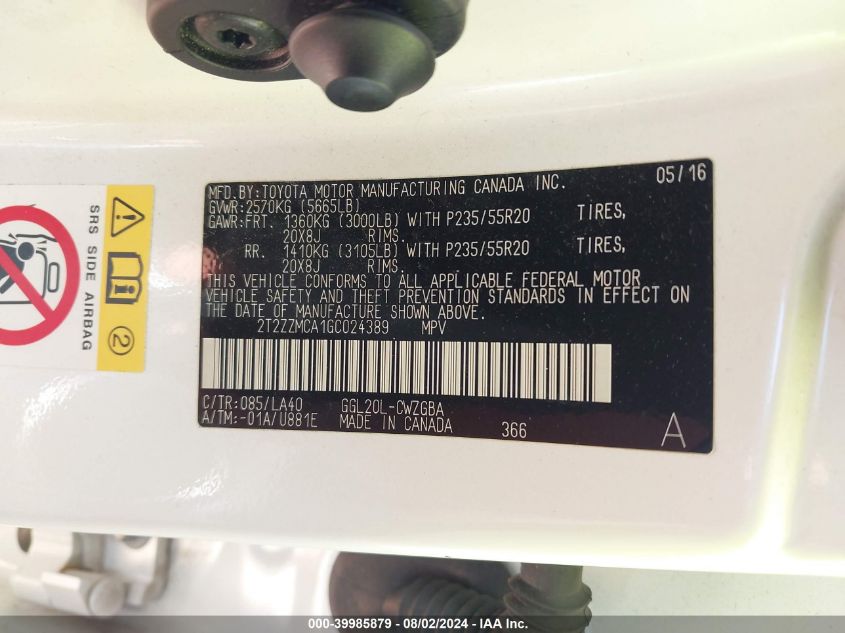 MFD.BY:TOYOTA MOTOR MANUFACTURING CANADA INC. 05/16
GVWR:2570KG (5665LB)
GAWR:FRT. 1360KG (3000LB) WITH P235/55R20 TIRES,
20X8J RIMS.
RR. 1410KG (3105LB) WITH P235/55R20 TIRES,
20X8J RIMS.
THIS VEHICLE CONFORMS TO ALL APPLICABLE FEDERAL MOTOR
VEHICLE SAFETY AND THEFT PREVENTION STANDARDS IN EFFECT ON
THE DATE OF MANUFACTURE SHOWN ABOVE.
2T2ZZMCA1GC024389 MPV
C/TR:085/LA40 GGL20L-CWZGBA
A/TM:-01A/U881E MADE IN CANADA 366 A
SRS SIDE AIRBAG
2
000-39985879 - 08/02/2024 - IAA Inc.